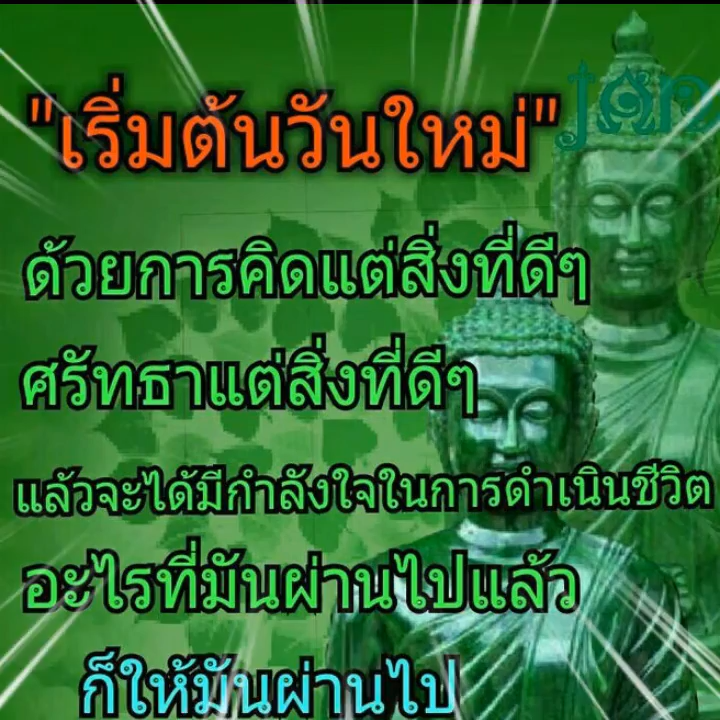 "เริ่มต้นวันใหม่"
ด้วยการคิดแต่สิ่งที่ดีๆ
ศรัทธาแต่สิ่งที่ดีๆ
แล้วจะได้มีกำลังใจในการดำเนินชีวิต
อะไรที่มันผ่านไปแล้ว
ก็ให้มันผ่านไป